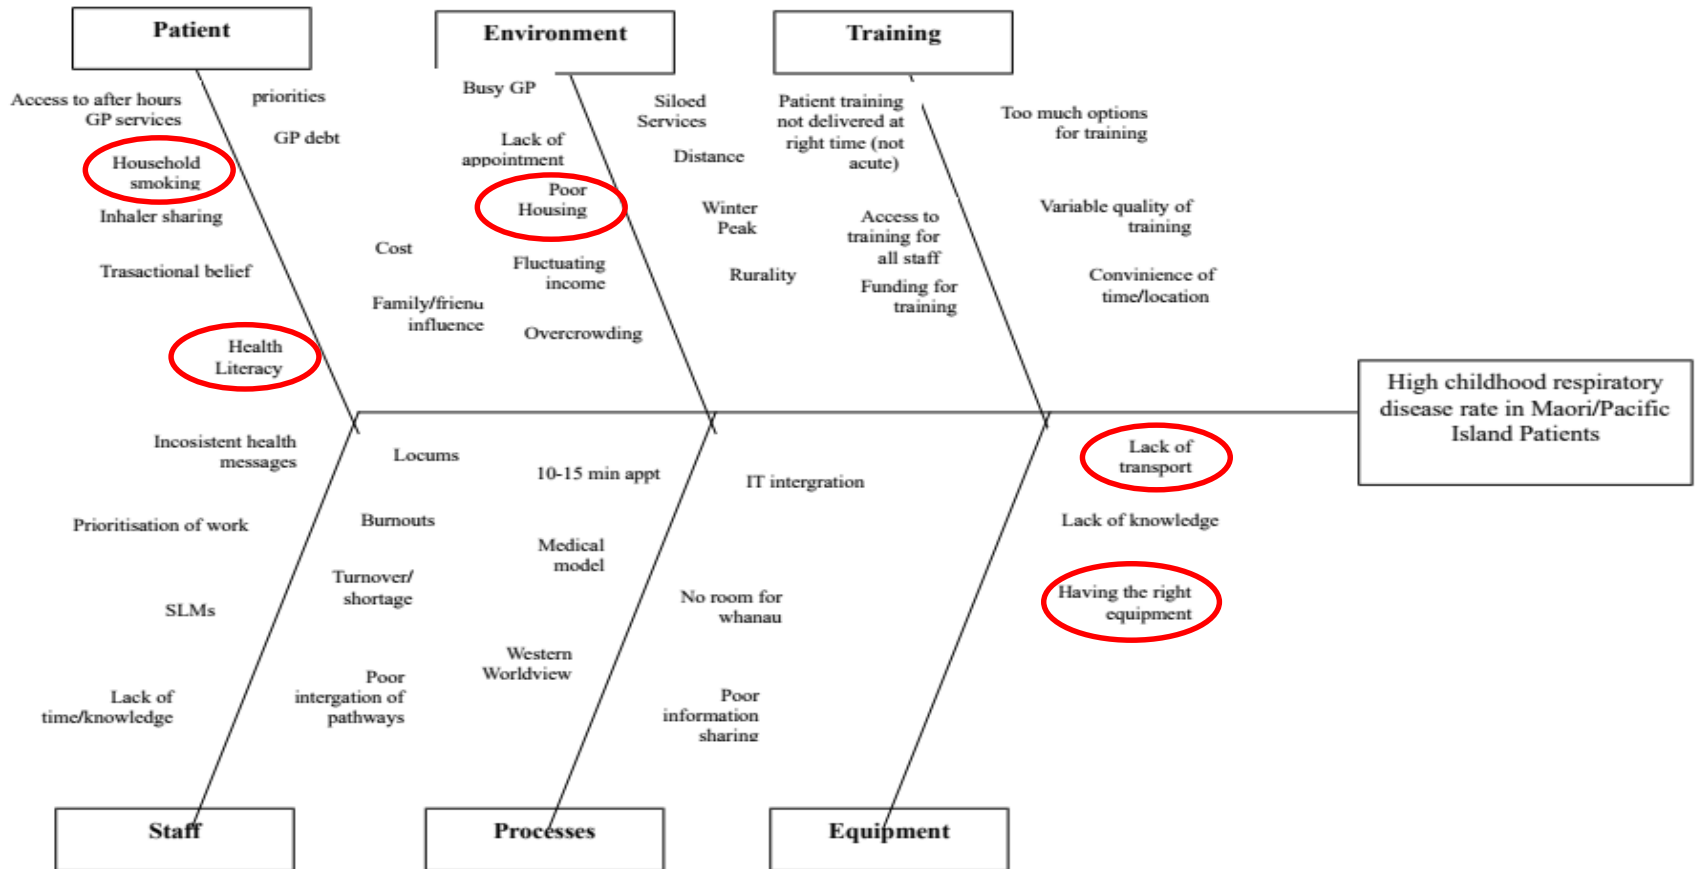 Patient
Environment
Training
Access to after hours
GP services
priorities
GP debt
Household
smoking
Inhaler sharing
Trasactional belief
Health
Literacy
Busy GP
Lack of
appointment
Poor
Housing
Cost
Fluctuating
income
Family/friend
influence
Overcrowding
Siloed
Services
Distance
Winter
Peak
Rurality
Patient training
not delivered at
right time (not
acute)
Access to
training for
all staff
Funding for
training
Too much options
for training
Variable quality of
training
Convinience of
time/location
High childhood respiratory
disease rate in Maori/Pacific
Island Patients
Incosistent health
messages
Prioritisation of work
SLMs
Lack of
time/knowledge
Locums
Burnouts
Turnover/
shortage
Poor
intergation of
pathways
10-15 min appt
Medical
model
Western
Worldview
IT intergration
No room for
whanau
Poor
information
sharing
Lack of
transport
Lack of knowledge
Having the right
equipment
Staff
Processes
Equipment